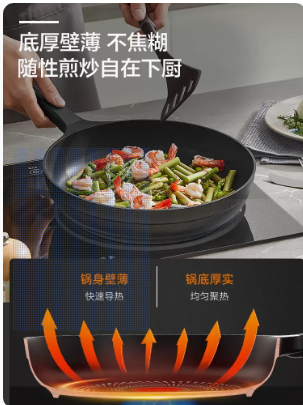 底厚壁薄 不焦糊
随性煎炒自在下厨
锅身壁薄
快速导热
锅底厚实
均匀聚热